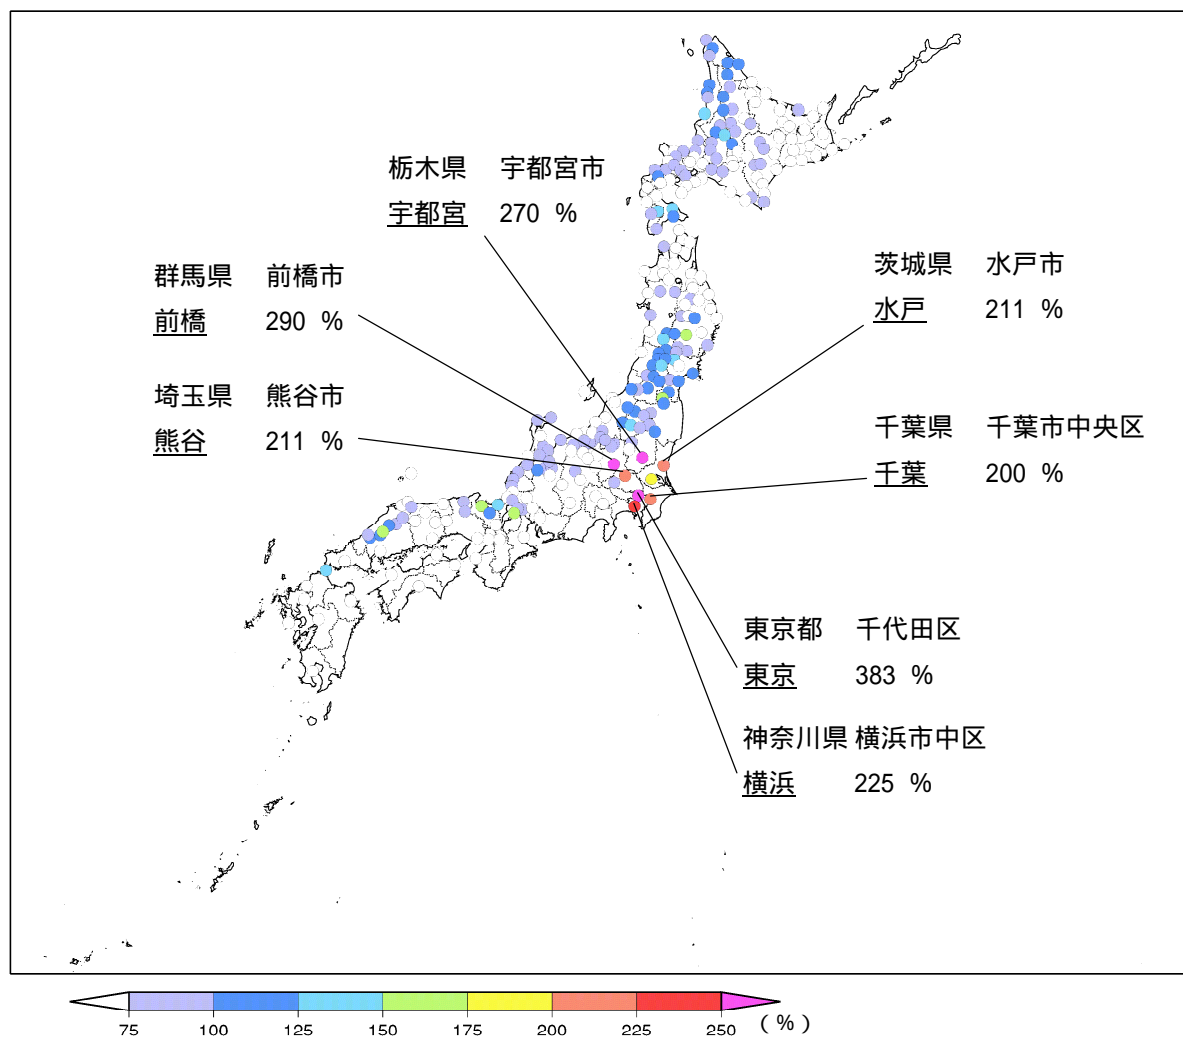 栃木県 宇都宮市
宇都宮 270 %
茨城県 水戸市
水戸 211 %
群馬県 前橋市
前橋 290 %
埼玉県 熊谷市
熊谷 211 %
千葉県 千葉市中央区
千葉 200 %
東京都 千代田区
東京 383 %
神奈川県 横浜市中区
横浜 225 %
75 100 125 150 175 200 225 250 (%)